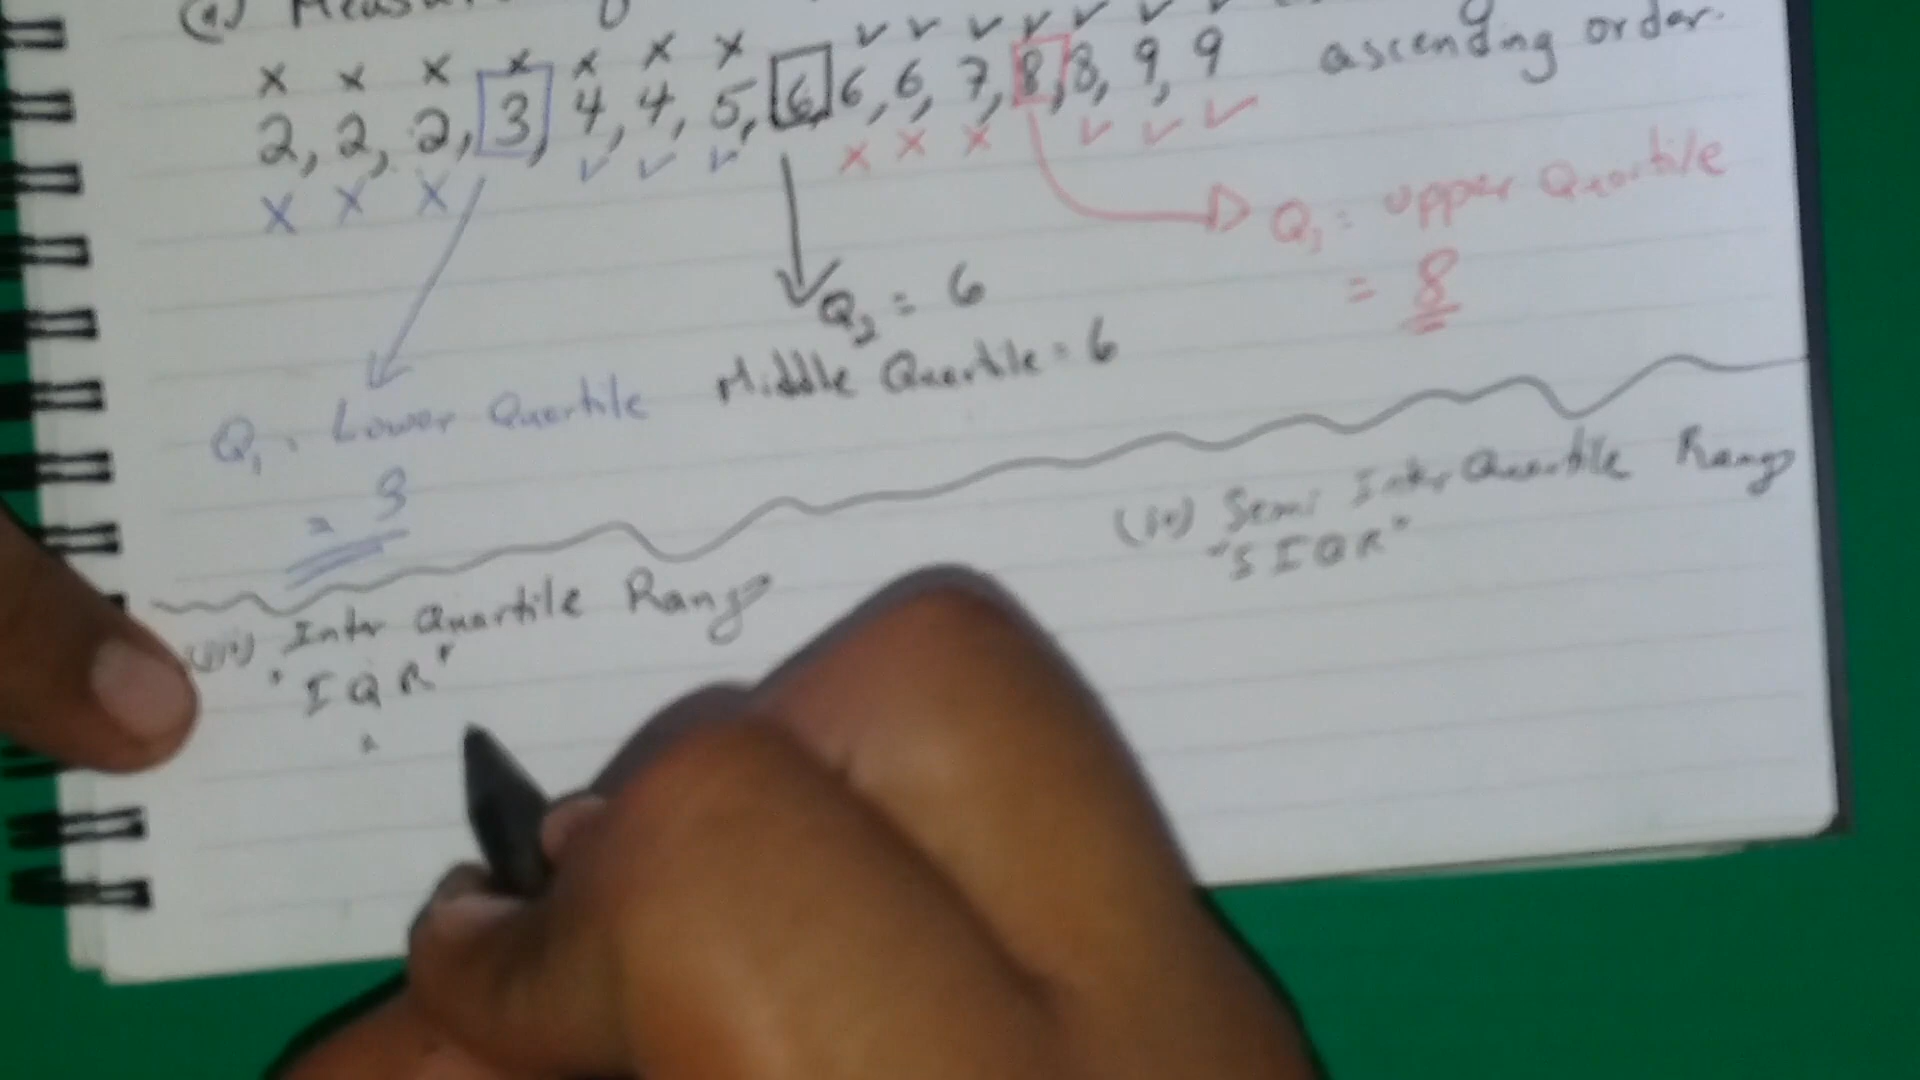 (a) Measur
x x x x x x x ✓ ✓ ✓ ✓ ✓ ✓ ✓
2, 2, 2, 3, 4, 4, 5, 6, 6, 6, 7, 8, 8, 9, 9 ascending order.
x x x ✓ ✓ ✓ x x x ✓ ✓ ✓
Q3 = upper Quartile
= 8
Q2 = 6
Middle Quartile = 6
Q1 = Lower Quartile
= 3
(iii) Inter Quartile Range
"IQR"
=
(iv) Semi Inter Quartile Range
"SIQR"